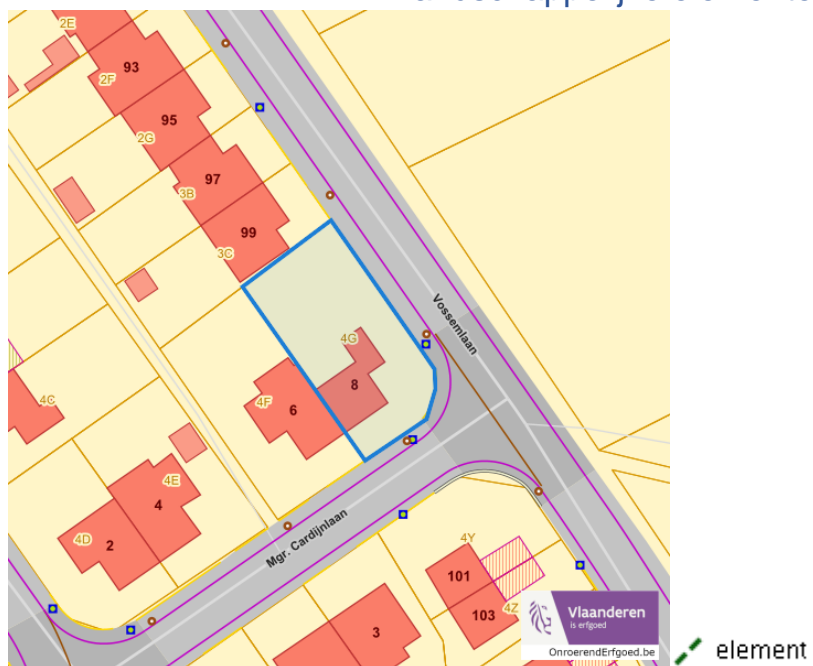 2E
93
2F
95
2G
97
3B
99
3C
Vossemlaan
4G
8
4C
4F
6
4E
4
4D
2
Mgr. Cardijnlaan
4Y
101
4Z
103
3
Vlaanderen
is erfgoed
OnroerendErfgoed.be
element